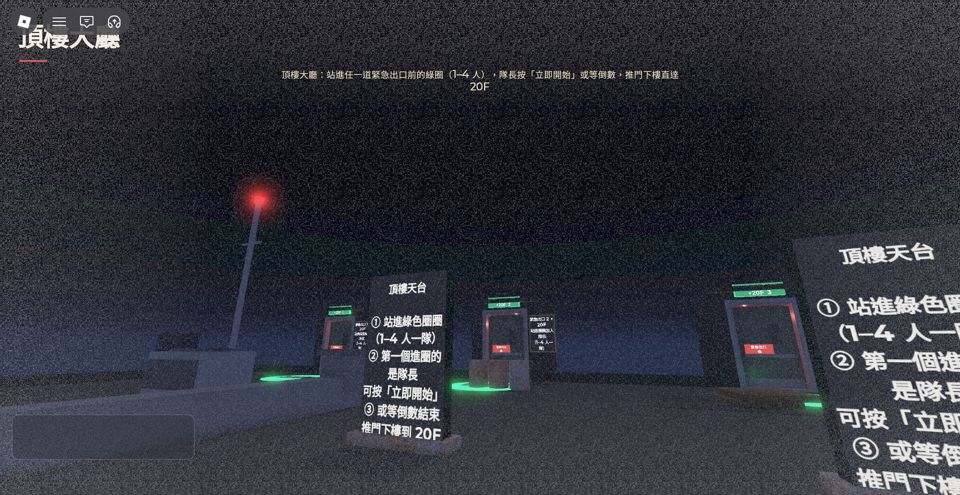 頂樓大廳
頂樓大廳：站進任一道緊急出口前的綠圈（1–4 人），隊長按「立即開始」或等倒數，推門下樓直達
20F
頂樓天台
① 站進綠色圈圈
（1–4 人一隊）
② 第一個進圈的
是隊長
可按「立即開始」
③ 或等倒數結束
推門下樓到 20F
頂樓天台
① 站進綠色圈
（1–4 人一
② 第一個進
是隊長
可按「立即
③ 或等倒
推門下樓